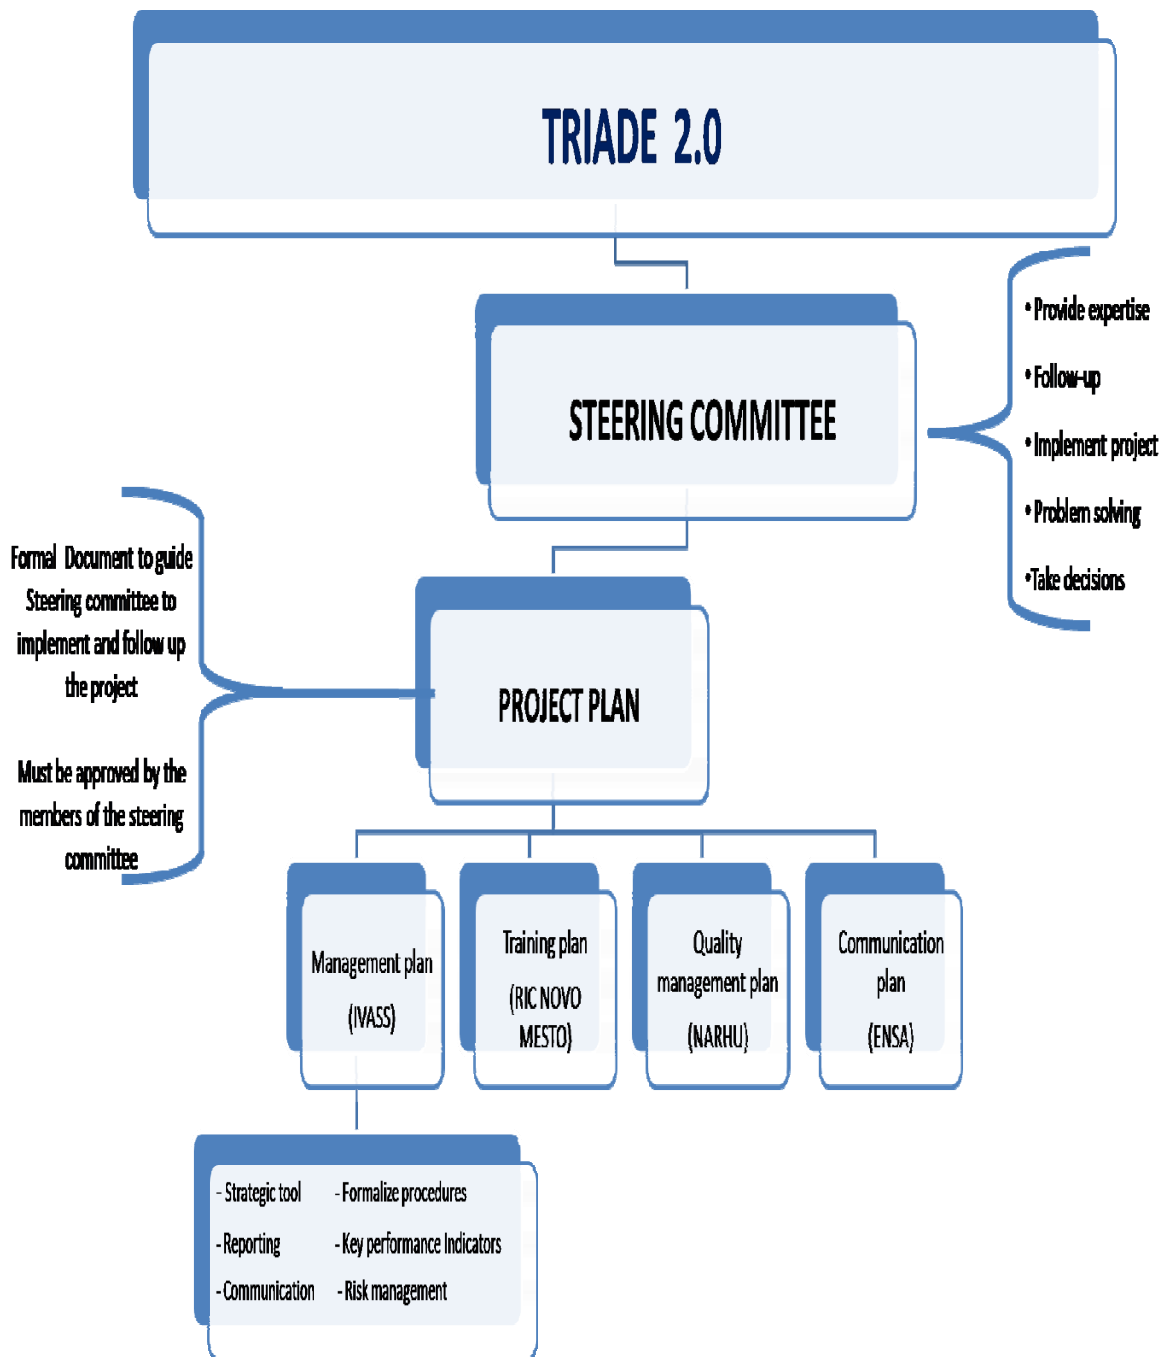 TRIADE 2.0
STEERING COMMITTEE
• Provide expertise
• Follow-up
• Implement project
• Problem solving
•Take decisions
Formal Document to guide
Steering committee to
implement and follow up
the project
Must be approved by the
members of the steering
committee
PROJECT PLAN
Management plan
(IVASS)
Training plan
(RIC NOVO
MESTO)
Quality
management plan
(NARHU)
Communication
plan
(ENSA)
- Strategic tool - Formalize procedures
- Reporting - Key performance Indicators
- Communication - Risk management